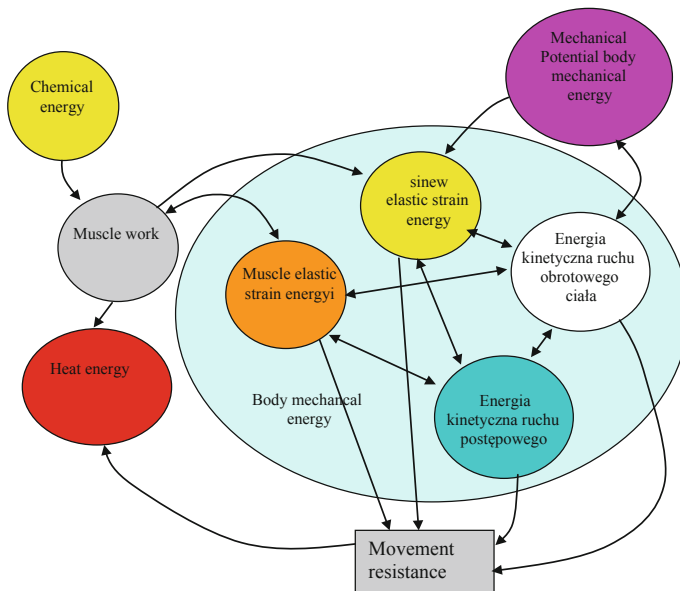 Mechanical
Potential body
mechanical
energy
Chemical
energy
sinew
elastic strain
energy
Muscle work
Energia
kinetyczna ruchu
obrotowego
ciała
Muscle elastic
strain energyi
Heat energy
Body mechancal
energy
Energia
kinetyczna ruchu
postępowego
Movement
resistance